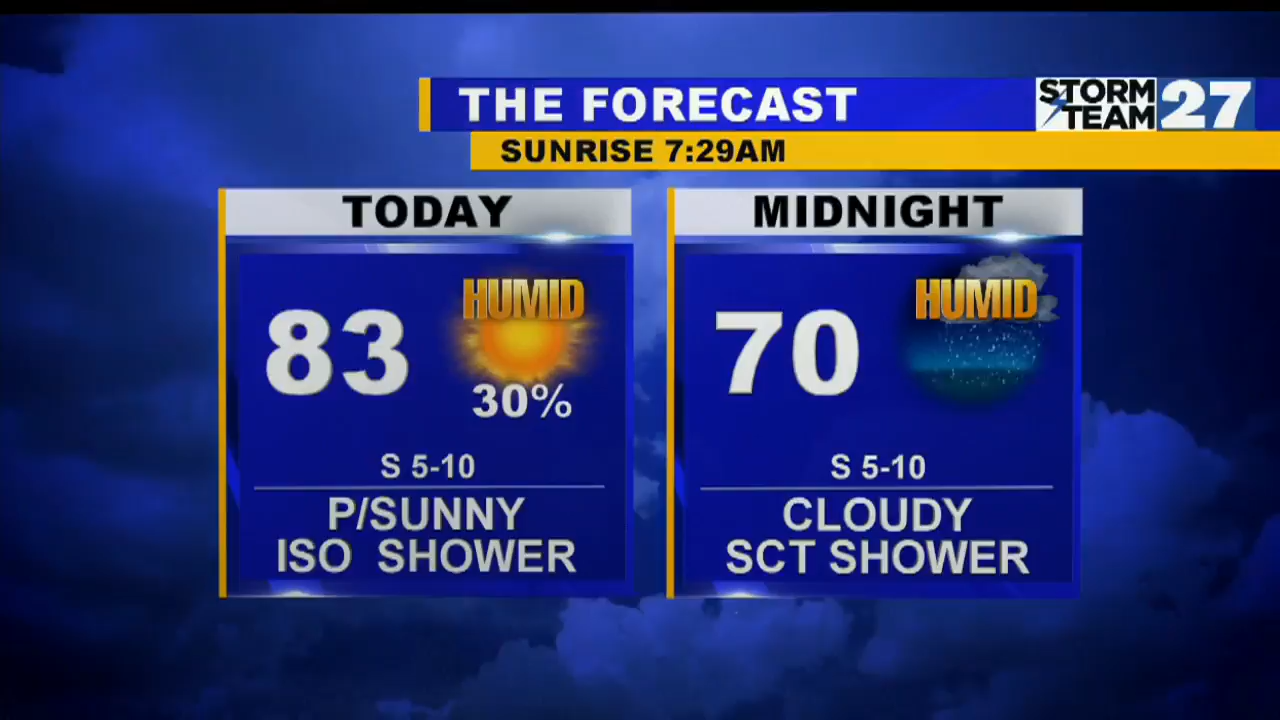 THE FORECAST
STORM TEAM 27
SUNRISE 7:29AM
TODAY
HUMID
83
30%
S 5-10
P/SUNNY
ISO SHOWER
MIDNIGHT
HUMID
70
S 5-10
CLOUDY
SCT SHOWER